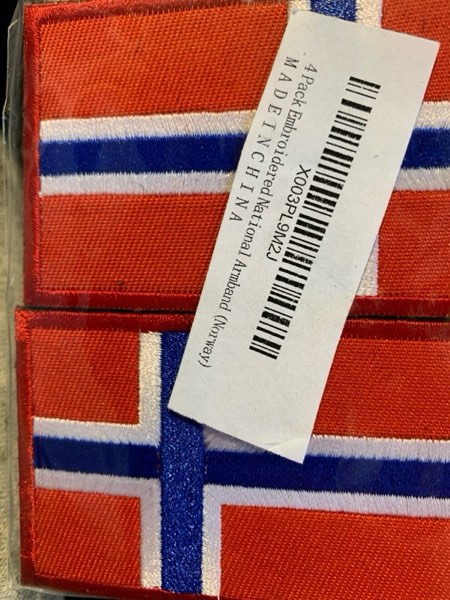 X003PL9M2J
4 Pack Embroidered National Armband (Norway)
MADE IN CHINA